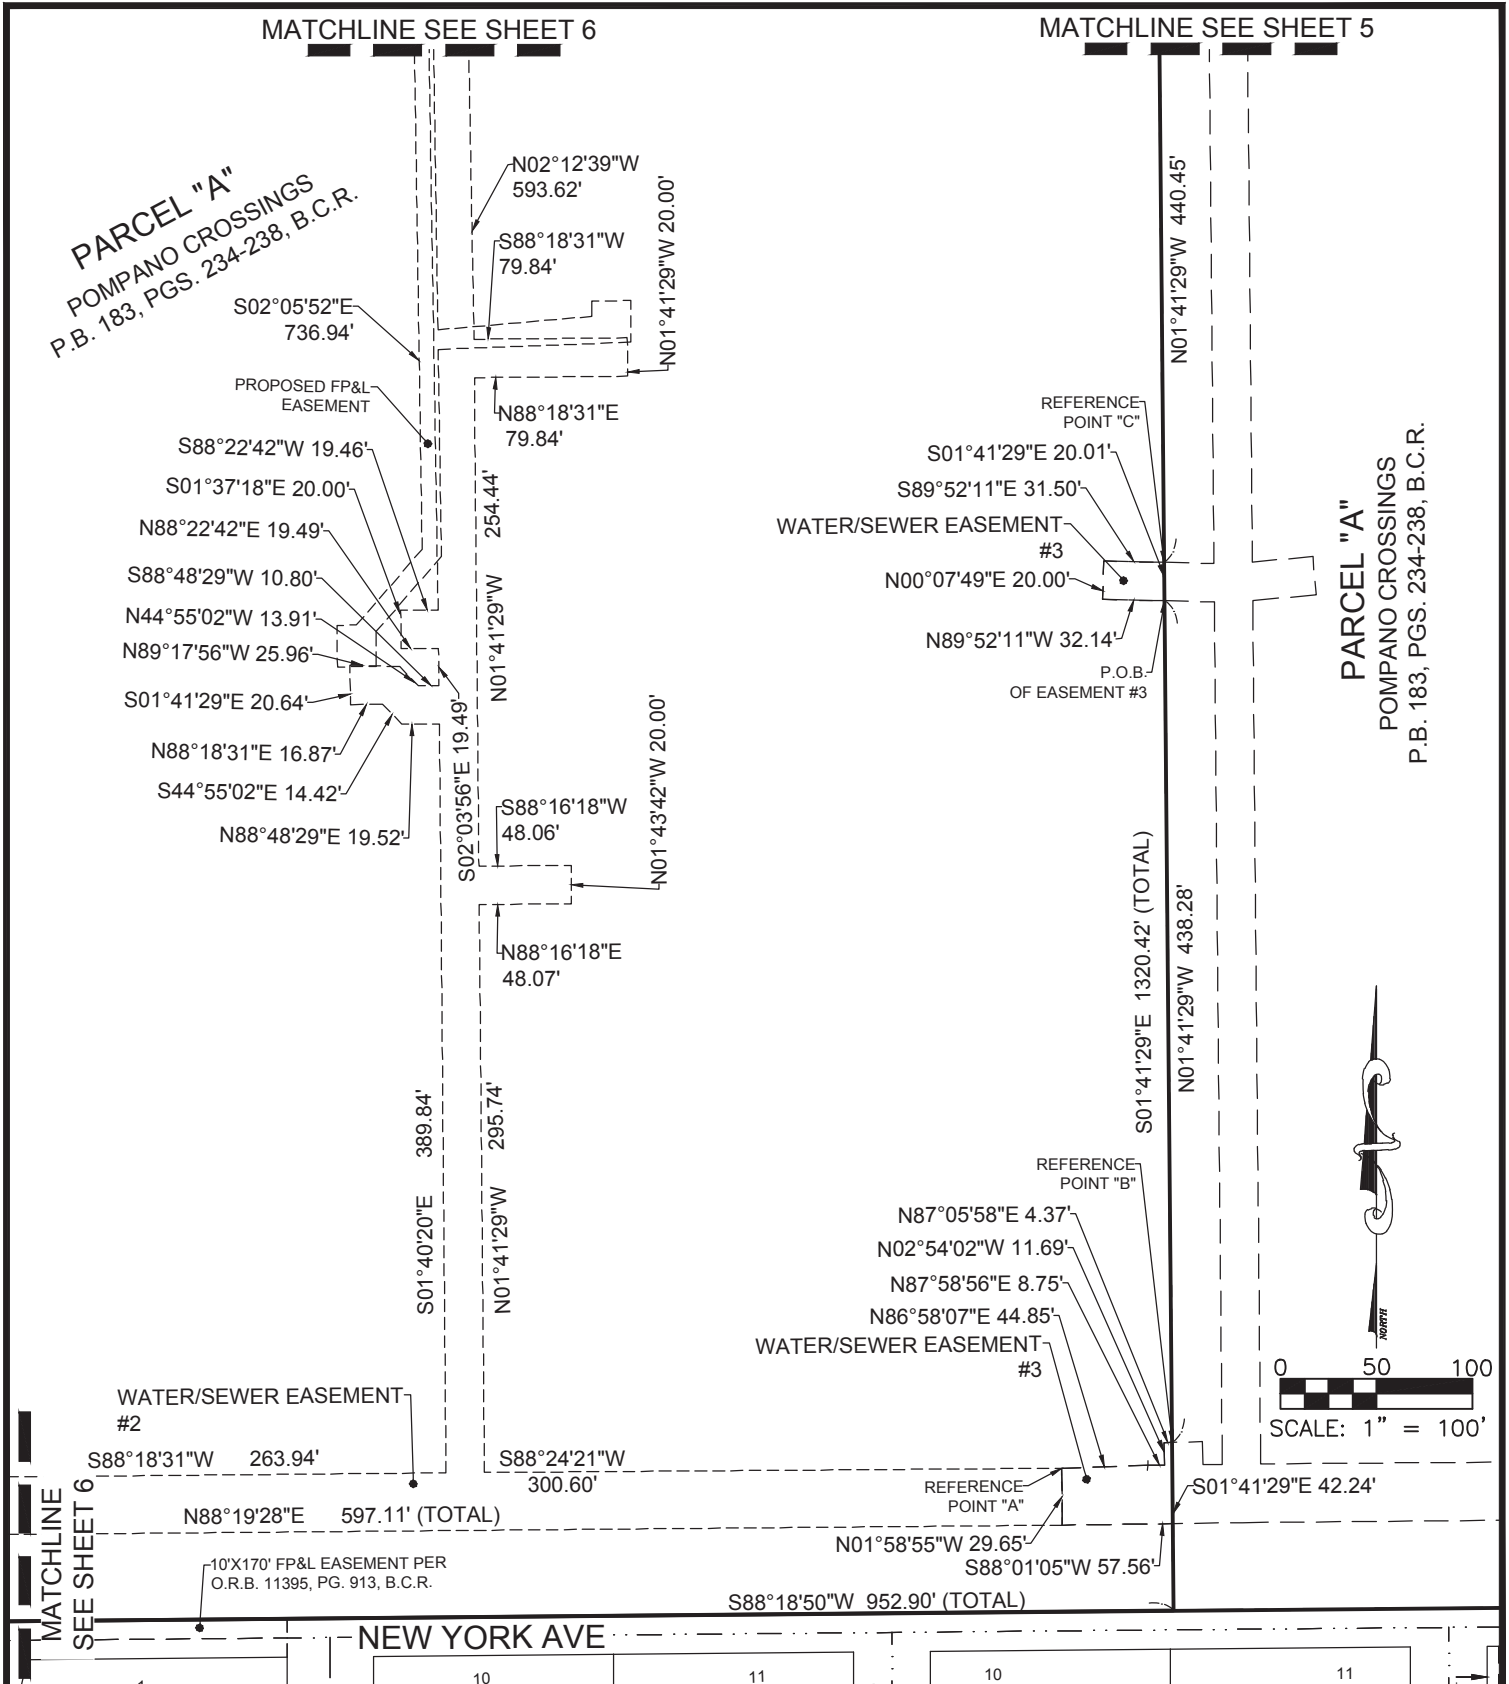 MATCHLINE SEE SHEET 6
MATCHLINE SEE SHEET 5
PARCEL "A"
POMPANO CROSSINGS
P.B. 183, PGS. 234-238, B.C.R.
N02°12'39"W
593.62'
S88°18'31"W
79.84'
N01°41'29"W 20.00'
S02°05'52"E
736.94'
PROPOSED FP&L
EASEMENT
N88°18'31"E
79.84'
S88°22'42"W 19.46'
S01°37'18"E 20.00'
N88°22'42"E 19.49'
S88°48'29"W 10.80'
N44°55'02"W 13.91'
N89°17'56"W 25.96'
S01°41'29"E 20.64'
N88°18'31"E 16.87'
S44°55'02"E 14.42'
N88°48'29"E 19.52'
N01°41'29"W 254.44'
S02°03'56"E 19.49'
S88°16'18"W
48.06'
N01°43'42"W 20.00'
N88°16'18"E
48.07'
S01°40'20"E 389.84'
N01°41'29"W 295.74'
N01°41'29"W 440.45'
REFERENCE
POINT "C"
S01°41'29"E 20.01'
S89°52'11"E 31.50'
WATER/SEWER EASEMENT
#3
N00°07'49"E 20.00'
N89°52'11"W 32.14'
P.O.B.
OF EASEMENT #3
PARCEL "A"
POMPANO CROSSINGS
P.B. 183, PGS. 234-238, B.C.R.
S01°41'29"E 1320.42' (TOTAL)
N01°41'29"W 438.28'
REFERENCE
POINT "B"
N87°05'58"E 4.37'
N02°54'02"W 11.69'
N87°58'56"E 8.75'
N86°58'07"E 44.85'
WATER/SEWER EASEMENT
#3
NORTH
0 50 100
SCALE: 1" = 100'
WATER/SEWER EASEMENT
#2
S88°18'31"W 263.94'
S88°24'21"W
300.60'
REFERENCE
POINT "A"
S01°41'29"E 42.24'
N88°19'28"E 597.11' (TOTAL)
N01°58'55"W 29.65'
S88°01'05"W 57.56'
MATCHLINE
SEE SHEET 6
10'X170' FP&L EASEMENT PER
O.R.B. 11395, PG. 913, B.C.R.
S88°18'50"W 952.90' (TOTAL)
NEW YORK AVE
10
11
10
11